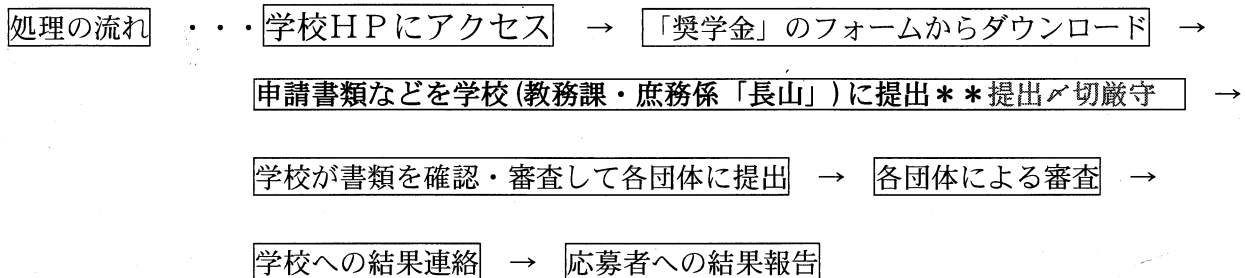 処理の流れ ・・・学校HPにアクセス → 「奨学金」のフォームからダウンロード →
申請書類などを学校(教務課・庶務係「長山」)に提出＊＊提出〆切厳守 →
学校が書類を確認・審査して各団体に提出 → 各団体による審査 →
学校への結果連絡 → 応募者への結果報告